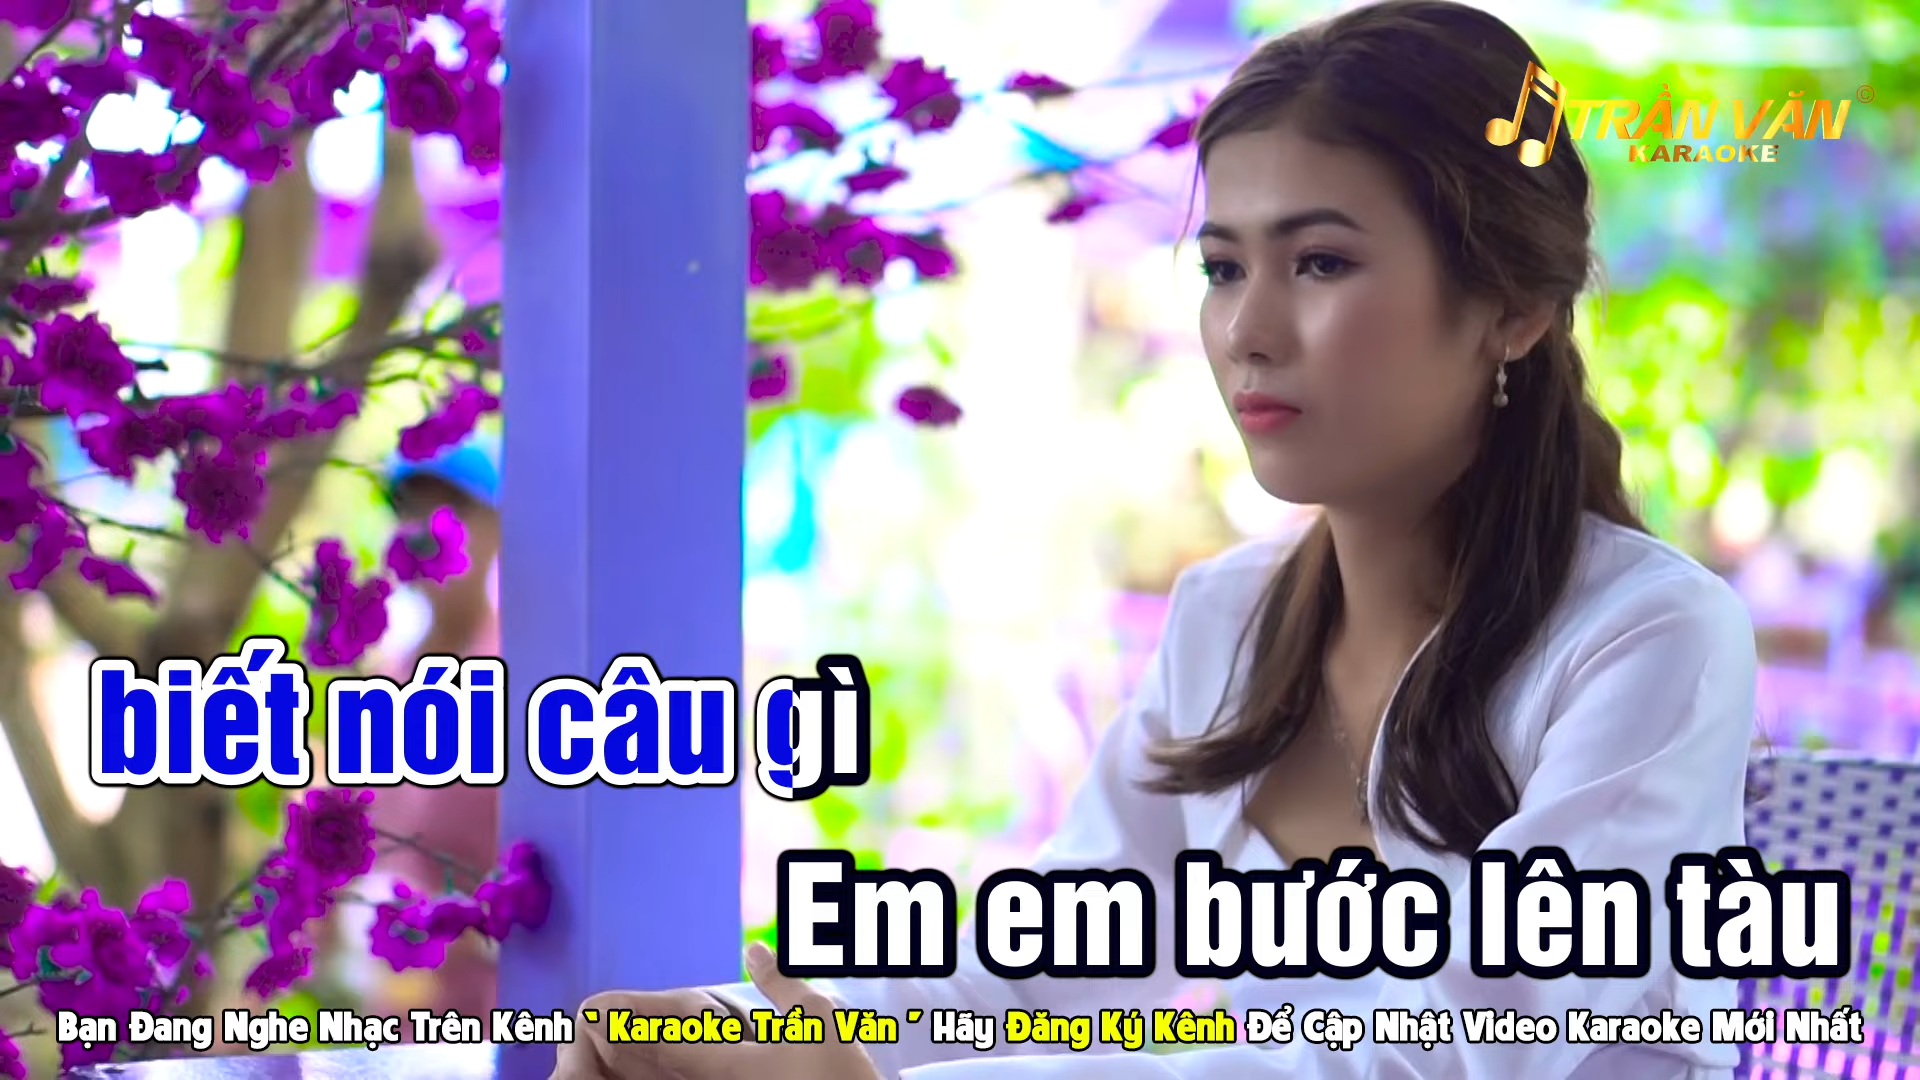 TRẦN VĂN ©
KARAOKE
biết nói câu gì
Em em bước lên tàu
Bạn Đang Nghe Nhạc Trên Kênh ` Karaoke Trần Văn ´ Hãy Đăng Ký Kênh Để Cập Nhật Video Karaoke Mới Nhất